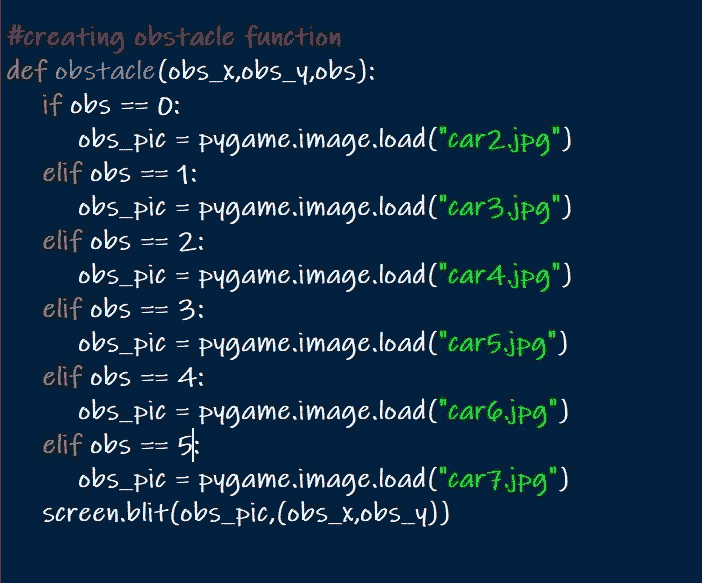 #creating obstacle function
def obstacle(obs_x,obs_y,obs):
    if obs == 0:
        obs_pic = pygame.image.load("car2.jpg")
    elif obs == 1:
        obs_pic = pygame.image.load("car3.jpg")
    elif obs == 2:
        obs_pic = pygame.image.load("car4.jpg")
    elif obs == 3:
        obs_pic = pygame.image.load("car5.jpg")
    elif obs == 4:
        obs_pic = pygame.image.load("car6.jpg")
    elif obs == 5:
        obs_pic = pygame.image.load("car7.jpg")
    screen.blit(obs_pic,(obs_x,obs_y))